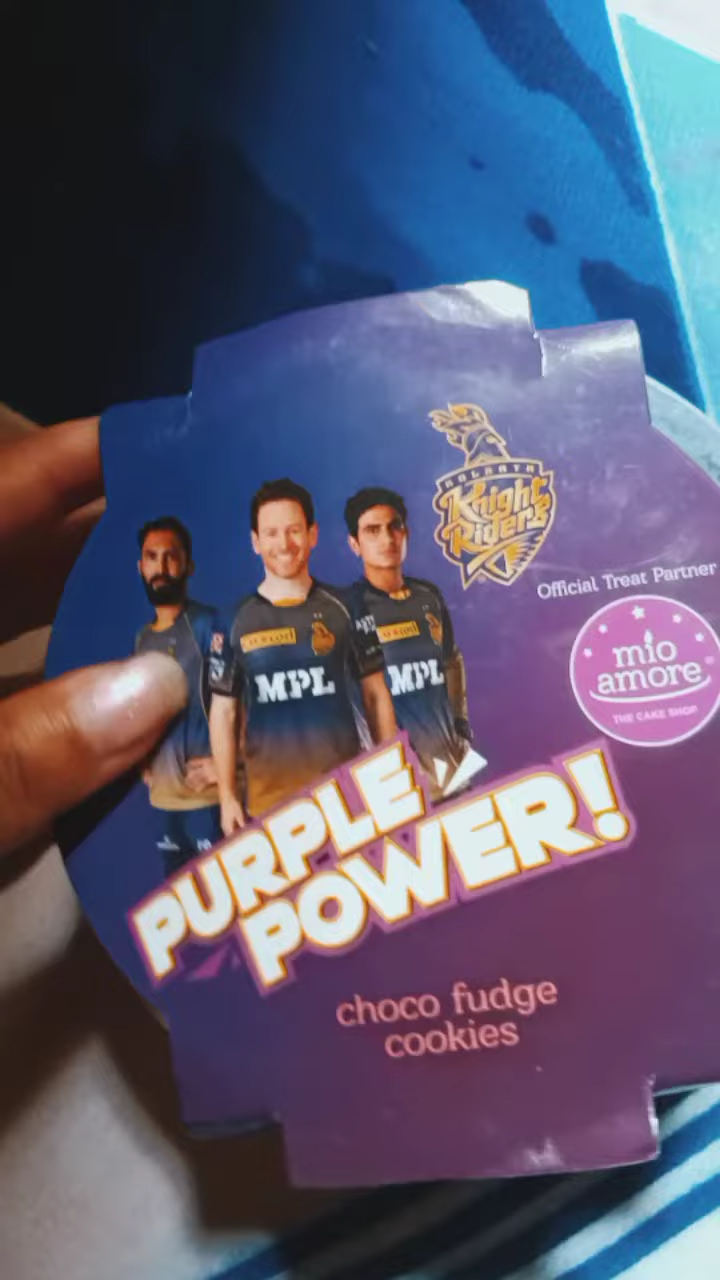 KOLKATA
Knight
Riders
Official Treat Partner
mio
amore
THE CAKE SHOP
MPL
MPL
PURPLE
POWER!
choco fudge
cookies